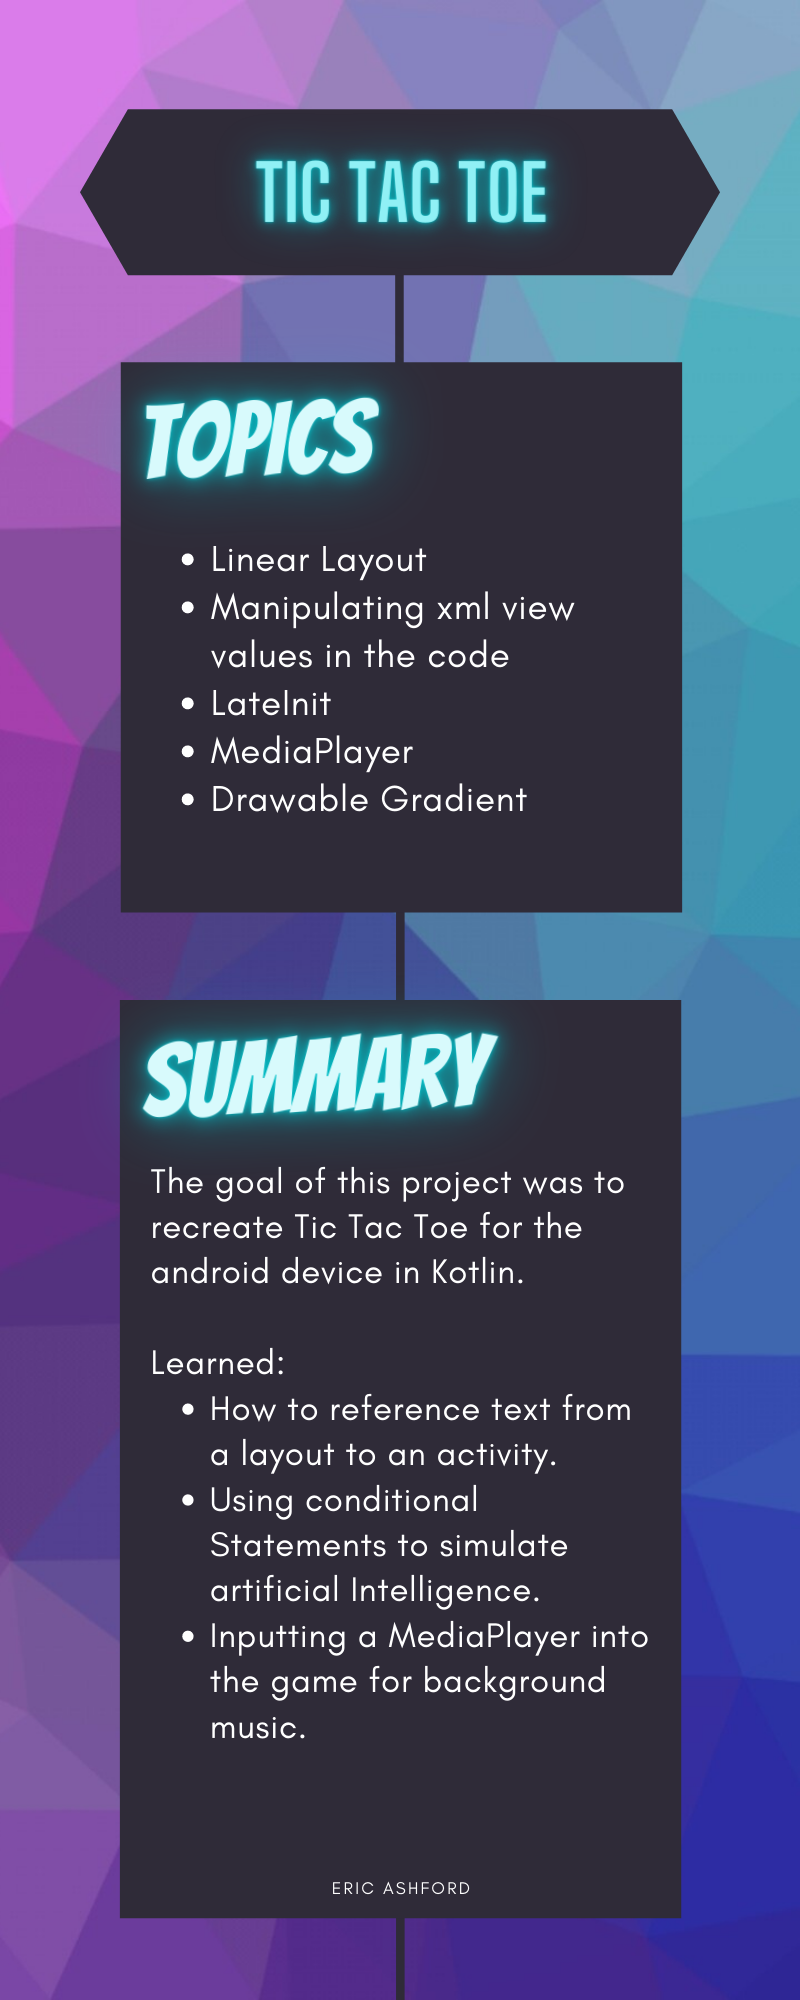 TIC TAC TOE
TOPICS
• Linear Layout
• Manipulating xml view
values in the code
• LateInit
• MediaPlayer
• Drawable Gradient
SUMMARY
The goal of this project was to
recreate Tic Tac Toe for the
android device in Kotlin.
Learned:
• How to reference text from
a layout to an activity.
• Using conditional
Statements to simulate
artificial Intelligence.
• Inputting a MediaPlayer into
the game for background
music.
ERIC ASHFORD